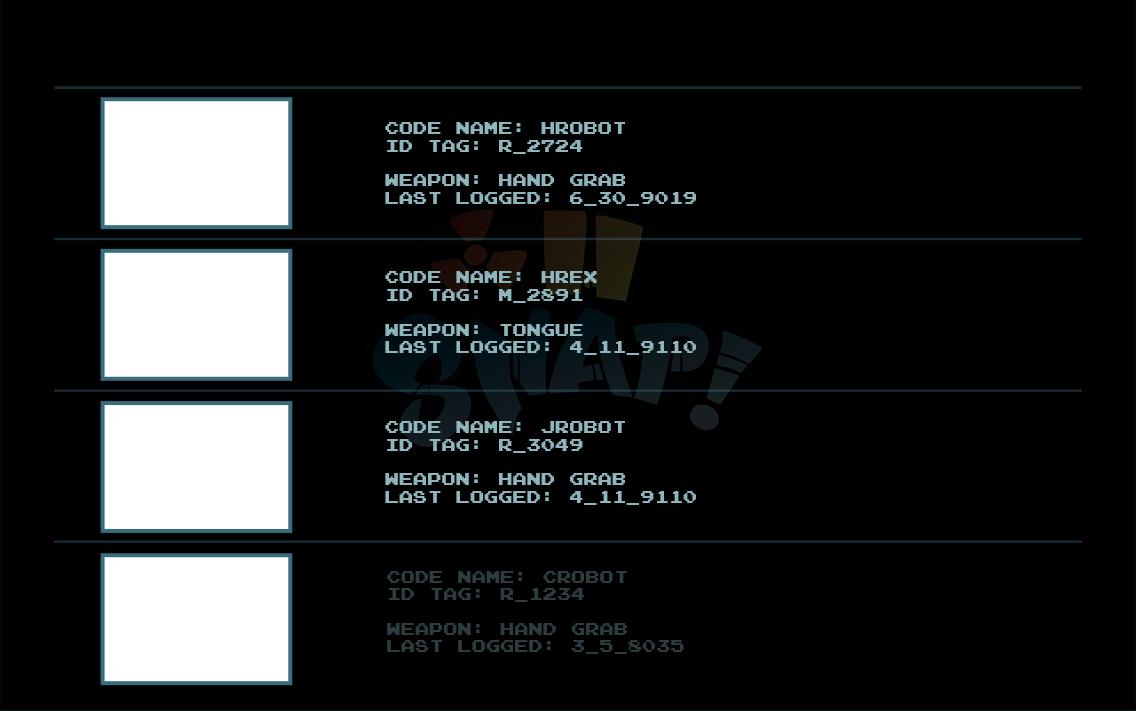 CODE NAME: HROBOT
ID TAG: R_2724
WEAPON: HAND GRAB
LAST LOGGED: 6_30_9019
CODE NAME: HREX
ID TAG: M_2891
WEAPON: TONGUE
LAST LOGGED: 4_11_9110
SNAP!
CODE NAME: JROBOT
ID TAG: R_3049
WEAPON: HAND GRAB
LAST LOGGED: 4_11_9110
CODE NAME: CROBOT
ID TAG: R_1234
WEAPON: HAND GRAB
LAST LOGGED: 3_5_8035